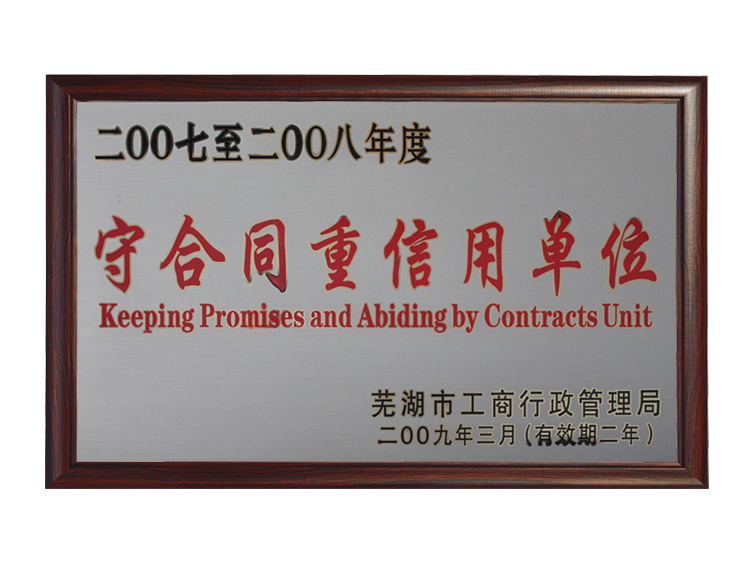 二00七至二00八年度
守合同重信用单位
Keeping Promises and Abiding by Contracts Unit
芜湖市工商行政管理局
二00九年三月(有效期二年)